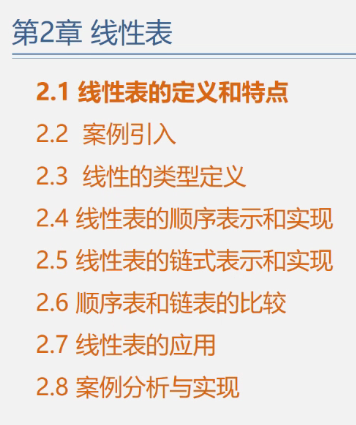 第2章 线性表
2.1 线性表的定义和特点
2.2 案例引入
2.3 线性的类型定义
2.4 线性表的顺序表示和实现
2.5 线性表的链式表示和实现
2.6 顺序表和链表的比较
2.7 线性表的应用
2.8 案例分析与实现